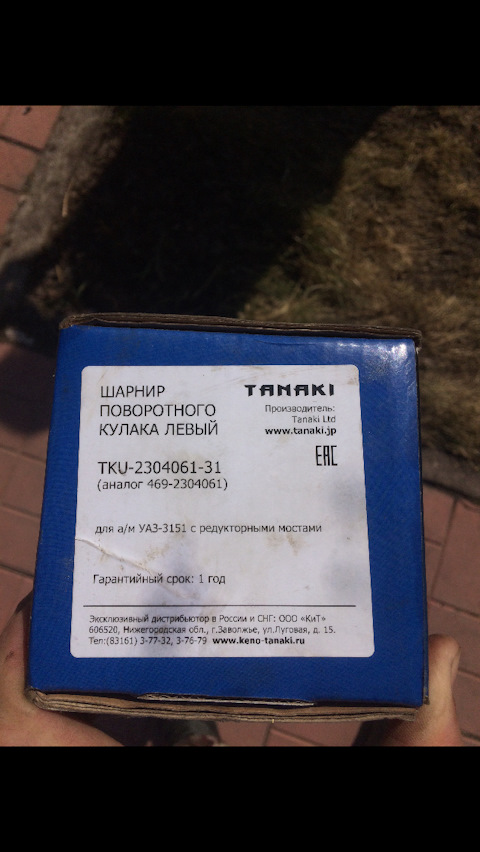 ШАРНИР
ПОВОРОТНОГО
КУЛАКА ЛЕВЫЙ
TANAKI
Производитель:
Tanaki Ltd
www.tanaki.jp
EAC
TKU-2304061-31
(аналог 469-2304061)
для а/м УАЗ-3151 с редукторными мостами
Гарантийный срок: 1 год
Эксклюзивный дистрибьютор в России и СНГ: ООО «КиТ»
606520, Нижегородская обл., г.Заволжье, ул.Луговая, д. 15.
Тел:(83161) 3-77-32, 3-76-79 www.keno-tanaki.ru